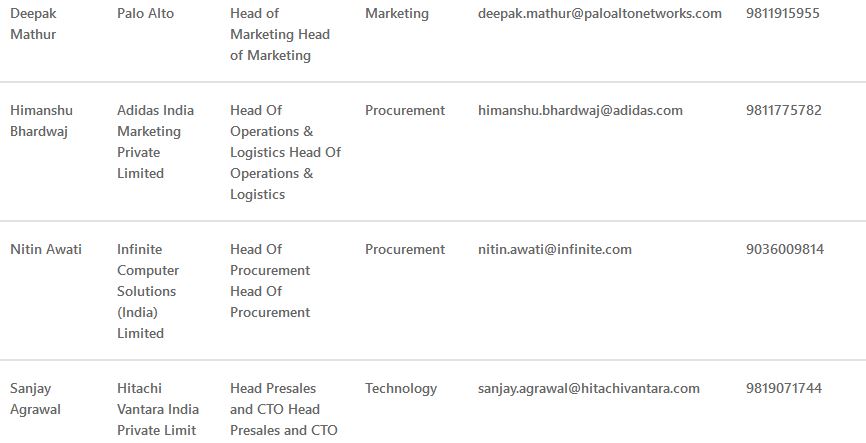 Deepak Mathur
Palo Alto
Head of Marketing Head of Marketing
Marketing
deepak.mathur@paloaltonetworks.com
9811915955
Himanshu Bhardwaj
Adidas India Marketing Private Limited
Head Of Operations & Logistics Head Of Operations & Logistics
Procurement
himanshu.bhardwaj@adidas.com
9811775782
Nitin Awati
Infinite Computer Solutions (India) Limited
Head Of Procurement Head Of Procurement
Procurement
nitin.awati@infinite.com
9036009814
Sanjay Agrawal
Hitachi Vantara India Private Limit
Head Presales and CTO Head Presales and CTO
Technology
sanjay.agrawal@hitachivantara.com
9819071744